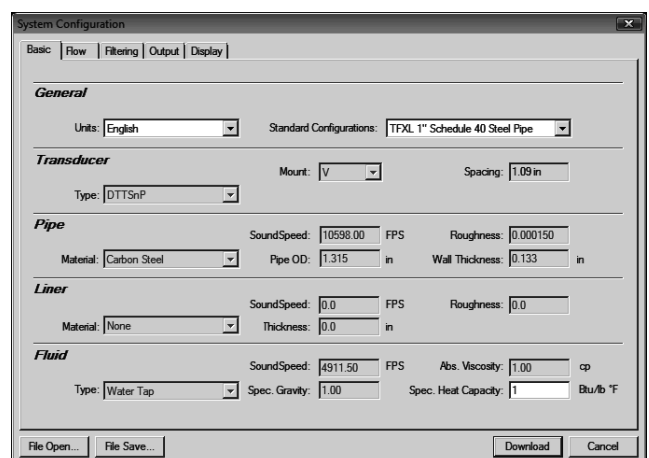 System Configuration
Basic Flow Filtering Output Display
General
Units: English Standard Configurations: TFXL 1" Schedule 40 Steel Pipe
Transducer
Mount: V Spacing: 1.09 in
Type: DTTSnP
Pipe
SoundSpeed: 10598.00 FPS Roughness: 0.000150
Material: Carbon Steel Pipe OD: 1.315 in Wall Thickness: 0.133 in
Liner
SoundSpeed: 0.0 FPS Roughness: 0.0
Material: None Thickness: 0.0 in
Fluid
SoundSpeed: 4911.50 FPS Abs. Viscosity: 1.00 cp
Type: Water Tap Spec. Gravity: 1.00 Spec. Heat Capacity: 1 Btu/lb °F
File Open... File Save... Download Cancel